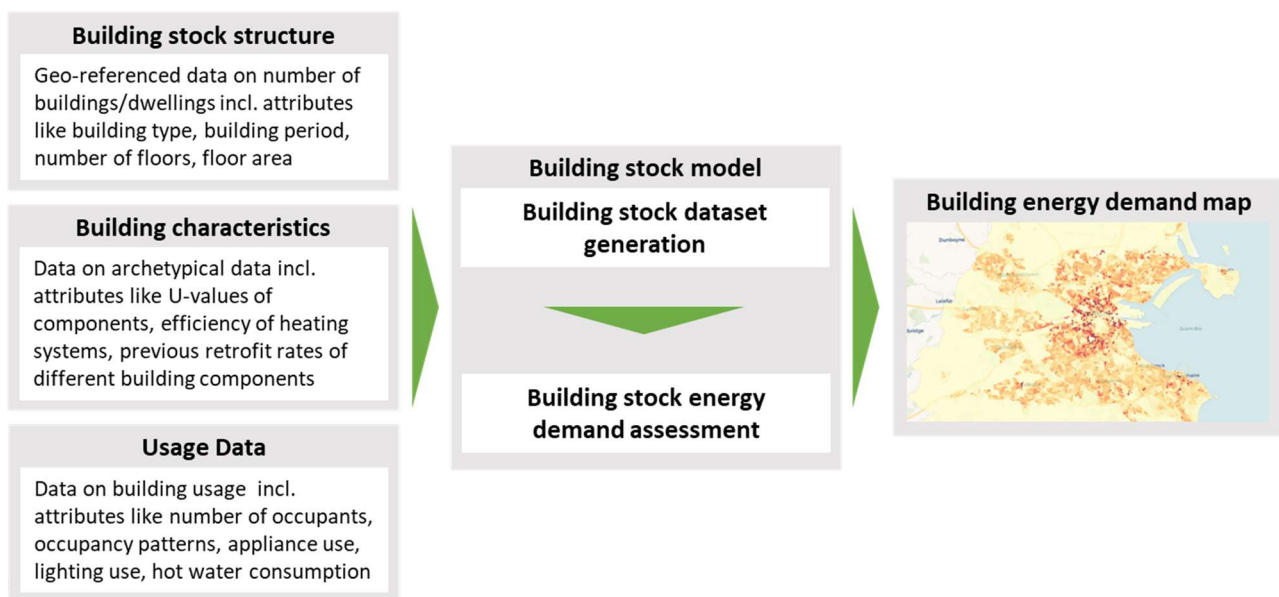 Building stock structure
Geo-referenced data on number of
buildings/dwellings incl. attributes
like building type, building period,
number of floors, floor area
Building characteristics
Data on archetypical data incl.
attributes like U-values of
components, efficiency of heating
systems, previous retrofit rates of
different building components
Usage Data
Data on building usage  incl.
attributes like number of occupants,
occupancy patterns, appliance use,
lighting use, hot water consumption
Building stock model
Building stock dataset
generation
Building stock energy
demand assessment
Building energy demand map
Dunboyne